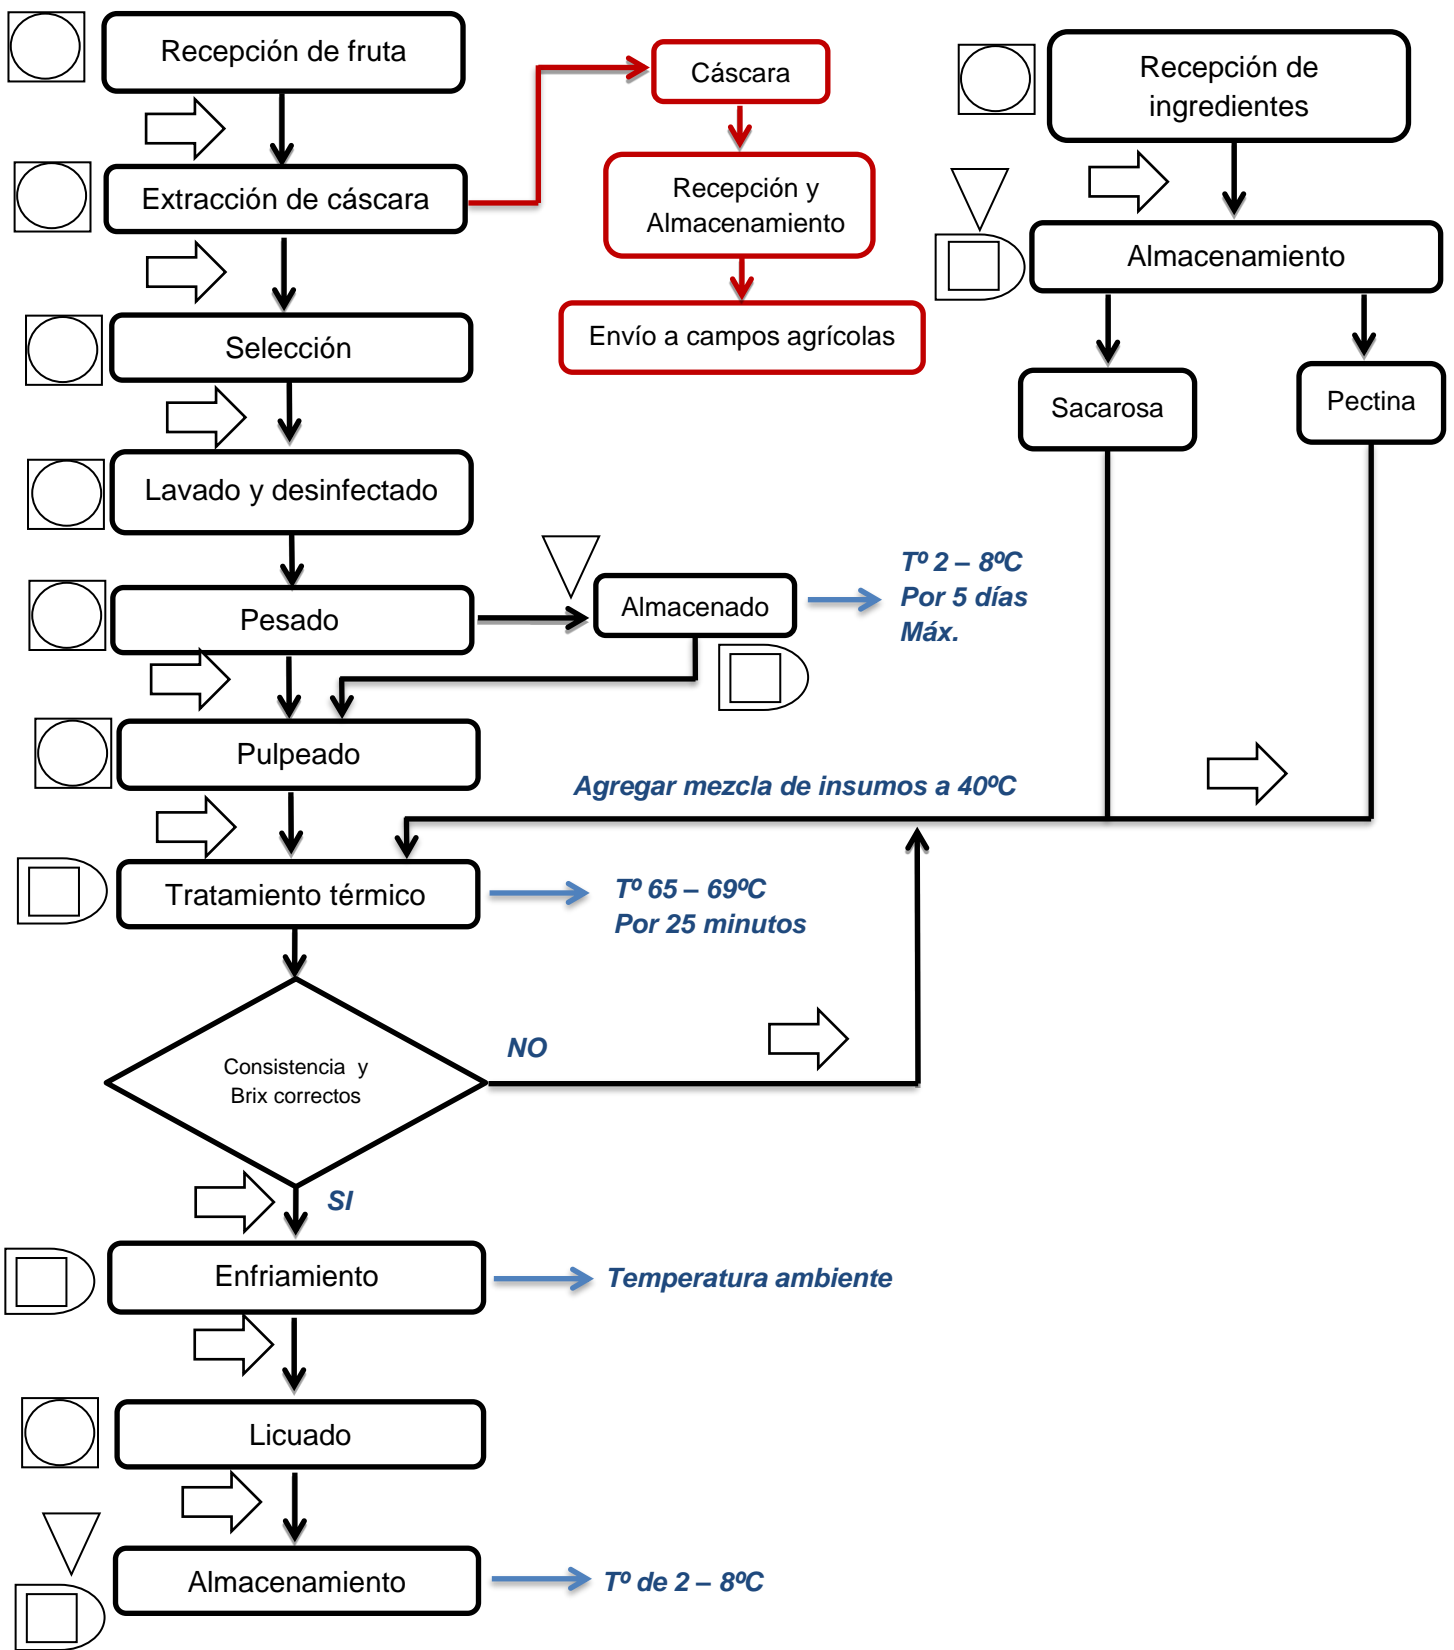 Recepción de fruta
Cáscara
Recepción de
ingredientes
Extracción de cáscara
Recepción y
Almacenamiento
Almacenamiento
Selección
Envío a campos agrícolas
Sacarosa
Pectina
Lavado y desinfectado
Pesado
Almacenado
Tº 2 – 8ºC
Por 5 días
Máx.
Pulpeado
Agregar mezcla de insumos a 40ºC
Tratamiento térmico
Tº 65 – 69ºC
Por 25 minutos
Consistencia y
Brix correctos
NO
SI
Enfriamiento
Temperatura ambiente
Licuado
Almacenamiento
Tº de 2 – 8ºC